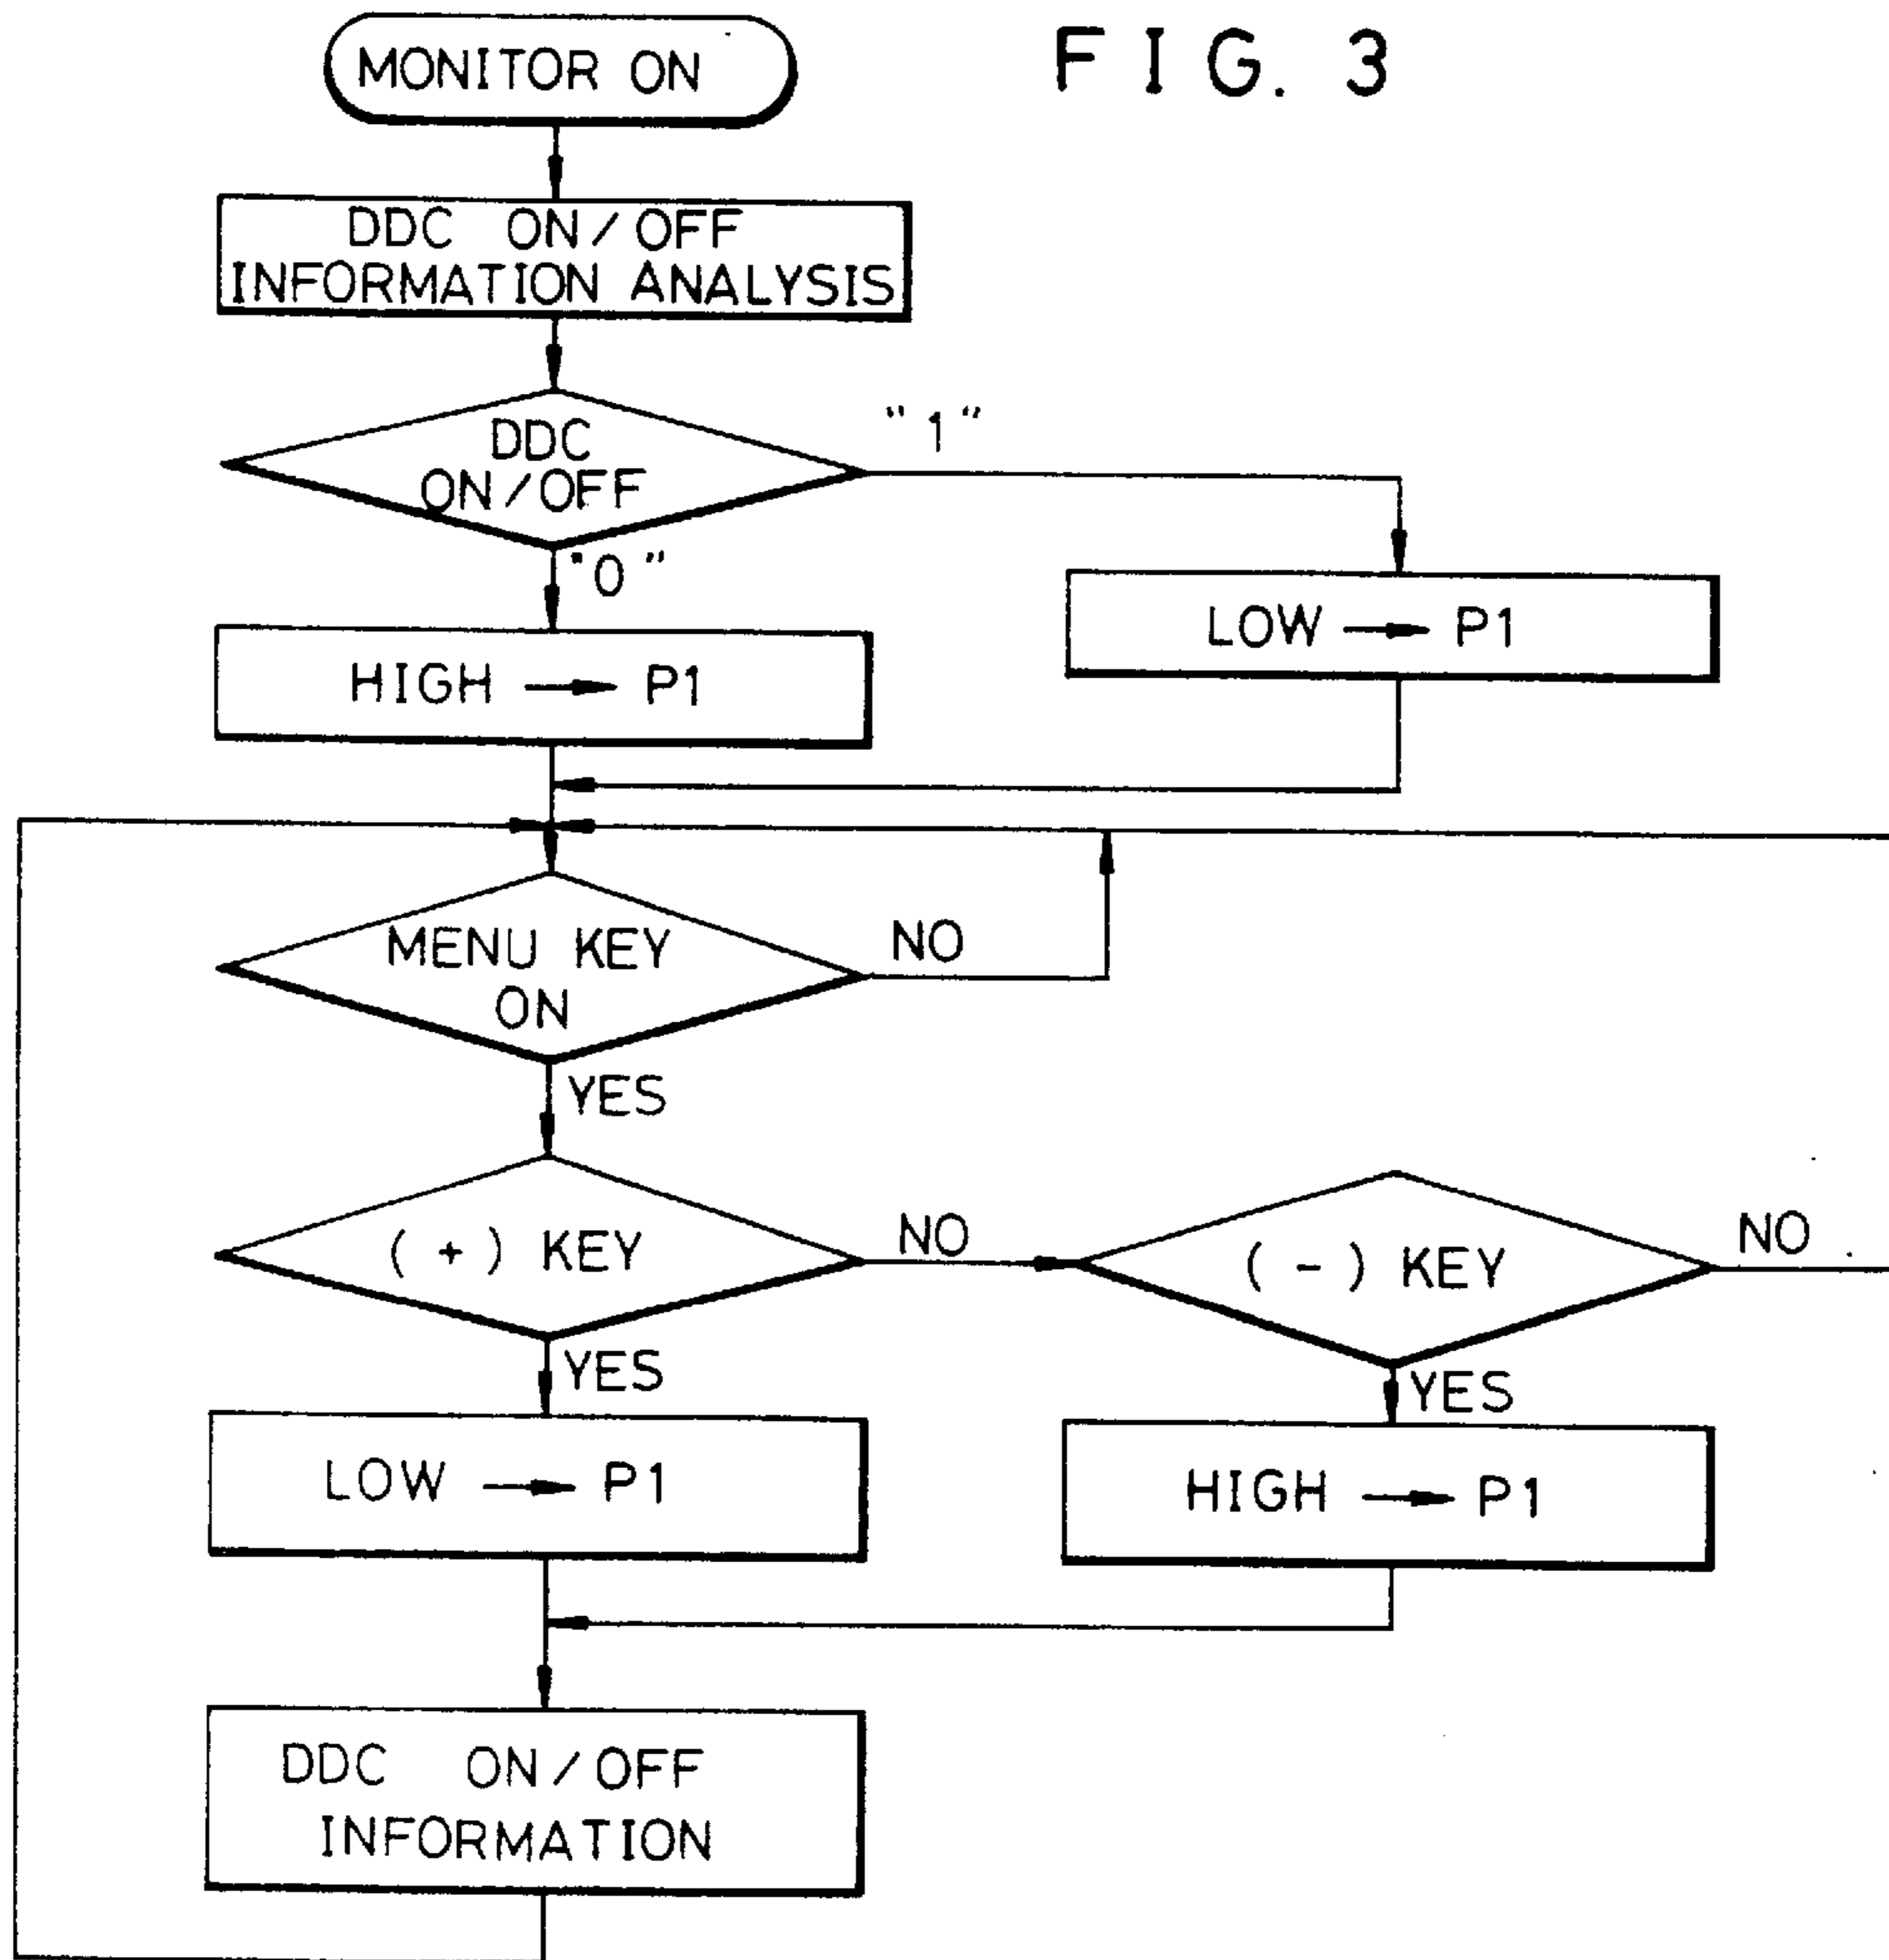 FIG. 3
MONITOR ON
DDC ON/OFF
INFORMATION ANALYSIS
DDC
ON/OFF
"1"
"0"
LOW → P1
HIGH → P1
MENU KEY
ON
NO
YES
( + ) KEY
NO
( - ) KEY
NO
YES
YES
LOW → P1
HIGH → P1
DDC ON/OFF
INFORMATION